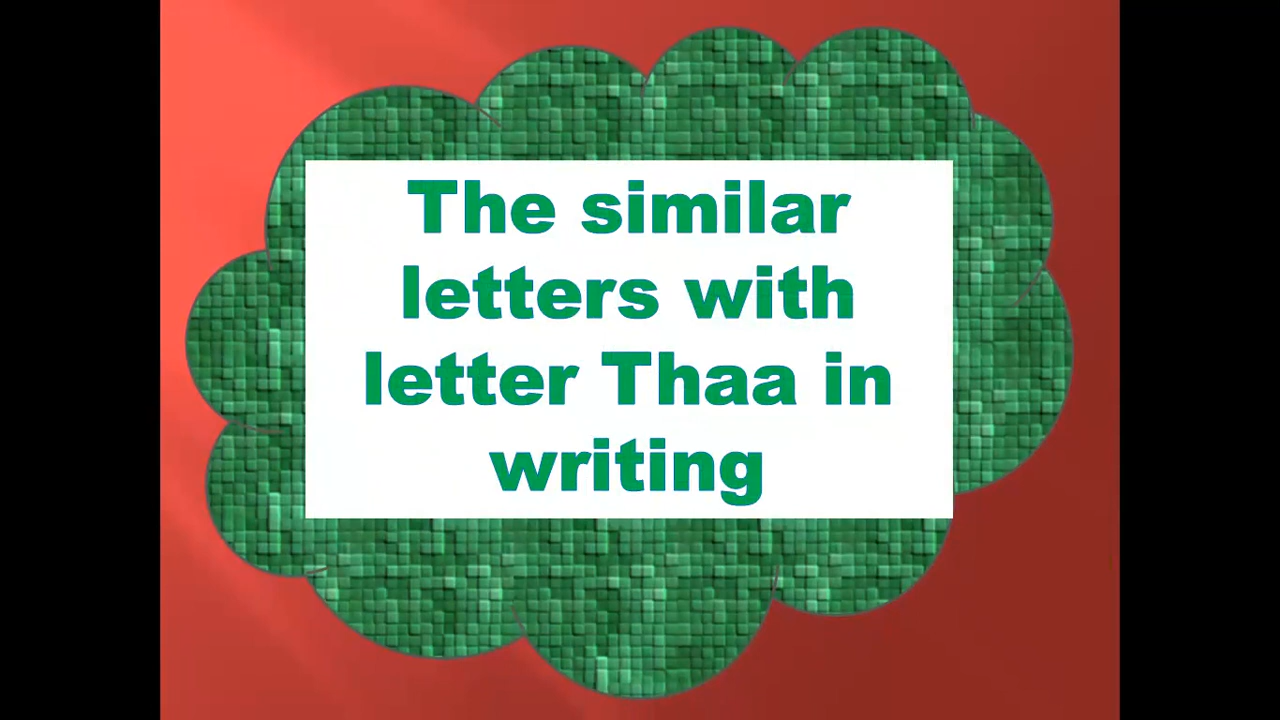 The similar
letters with
letter Thaa in
writing